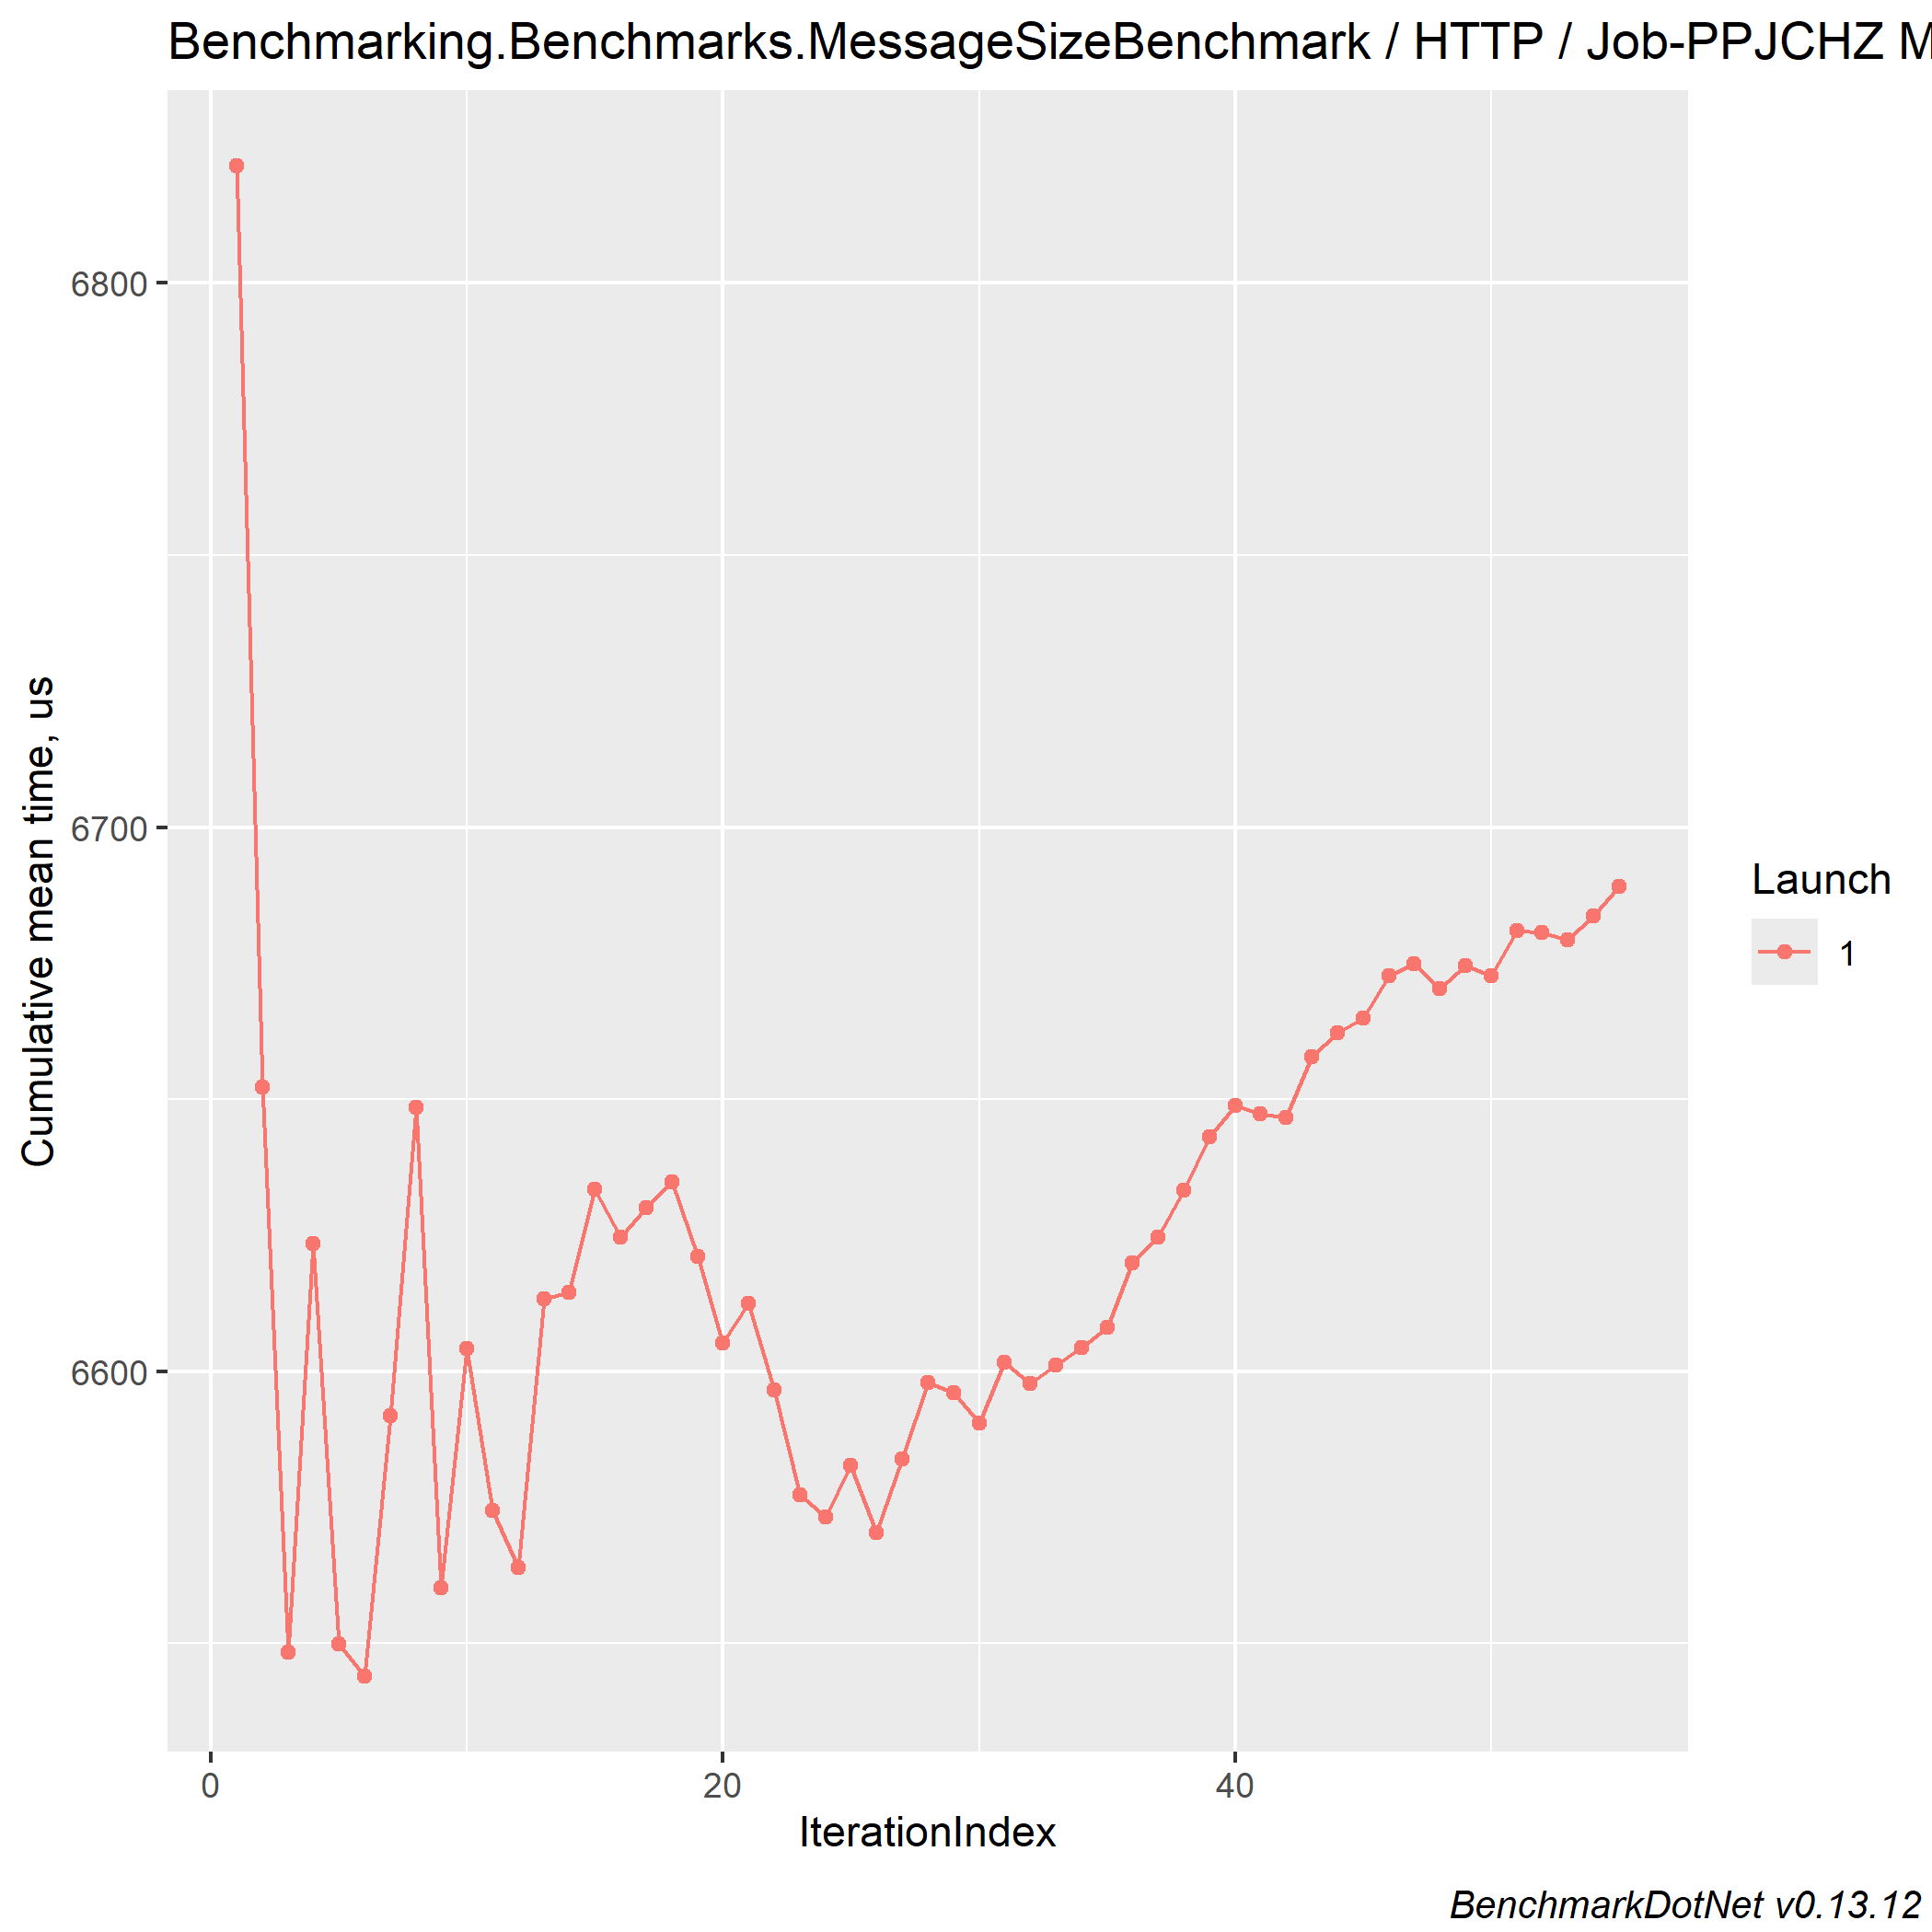 Benchmarking.Benchmarks.MessageSizeBenchmark / HTTP / Job-PPJCHZ
6800
6700
6600
Cumulative mean time, us
0
20
40
IterationIndex
Launch
1
BenchmarkDotNet v0.13.12